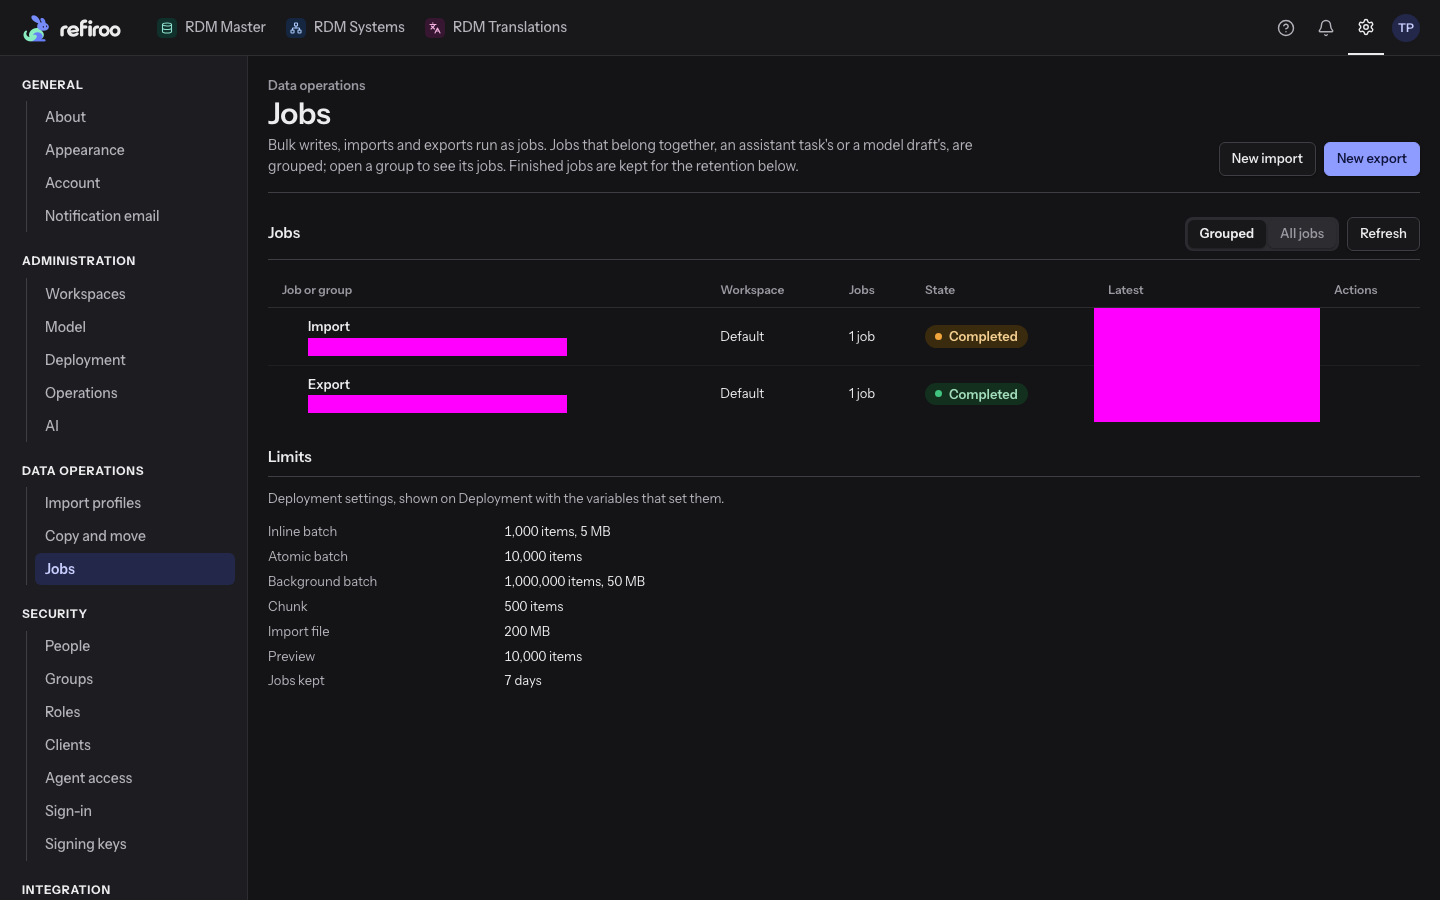 refiroo
RDM Master
RDM Systems
RDM Translations
TP
GENERAL
About
Appearance
Account
Notification email
ADMINISTRATION
Workspaces
Model
Deployment
Operations
AI
DATA OPERATIONS
Import profiles
Copy and move
Jobs
SECURITY
People
Groups
Roles
Clients
Agent access
Sign-in
Signing keys
INTEGRATION
Data operations
Jobs
Bulk writes, imports and exports run as jobs. Jobs that belong together, an assistant task's or a model draft's, are
grouped; open a group to see its jobs. Finished jobs are kept for the retention below.
New import
New export
Jobs
Grouped
All jobs
Refresh
Job or group
Workspace
Jobs
State
Latest
Actions
Import
Default
1 job
Completed
Export
Default
1 job
Completed
Limits
Deployment settings, shown on Deployment with the variables that set them.
Inline batch
1,000 items, 5 MB
Atomic batch
10,000 items
Background batch
1,000,000 items, 50 MB
Chunk
500 items
Import file
200 MB
Preview
10,000 items
Jobs kept
7 days